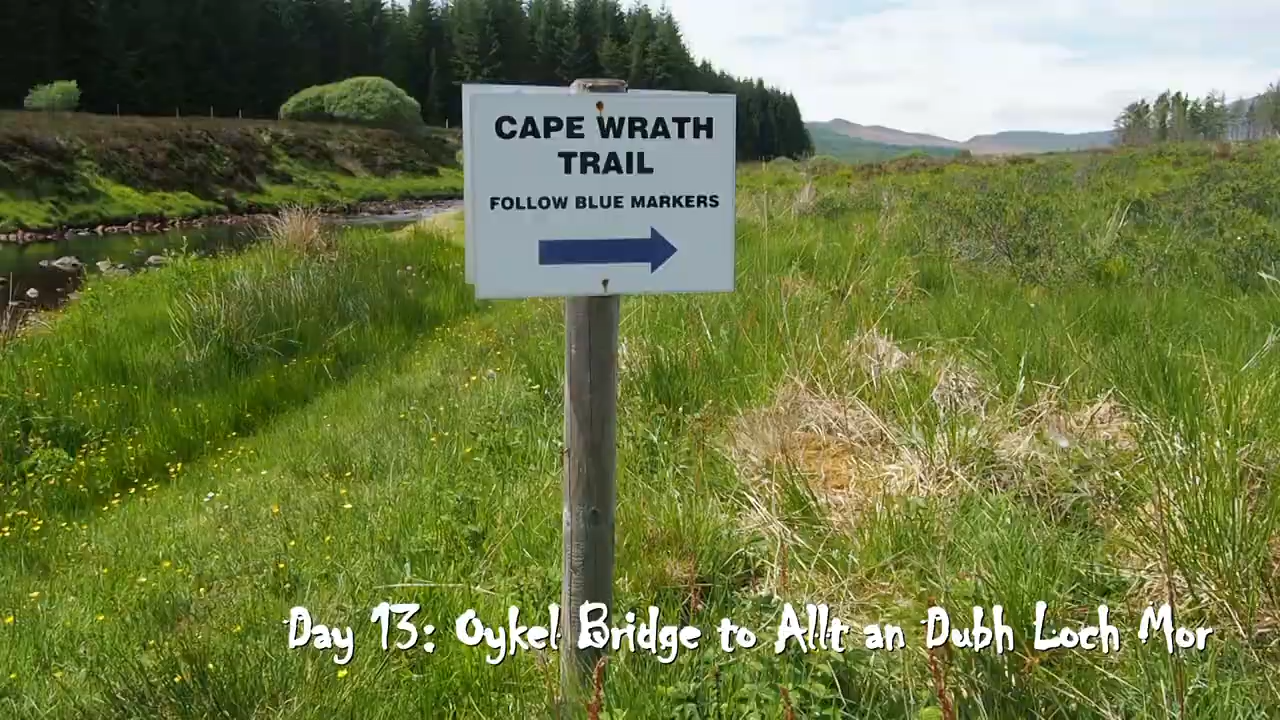 CAPE WRATH
TRAIL
FOLLOW BLUE MARKERS
Day 13: Oykel Bridge to Allt an Dubh Loch Mor